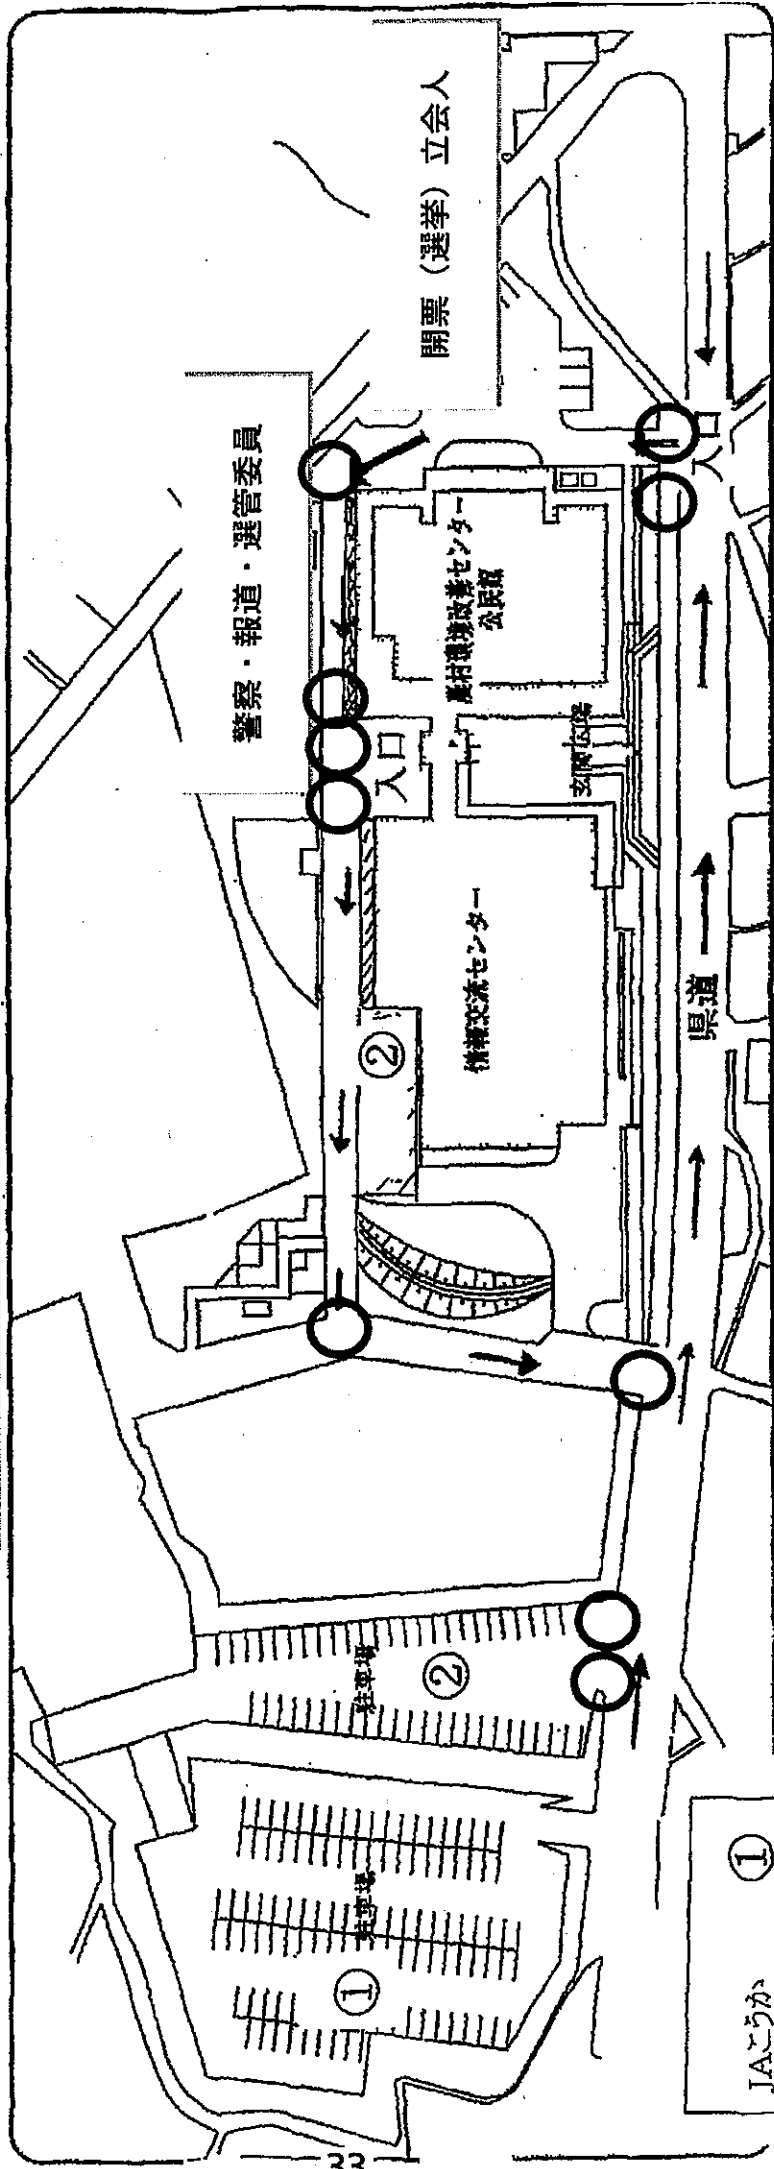 開票（選挙）立会人
警察・報道・選管委員
農村環境改善センター
公民館
入口
入口
玄関広場
情報交流センター
②
県道
駐車場
②
駐車場
①
JAこうか
①
33